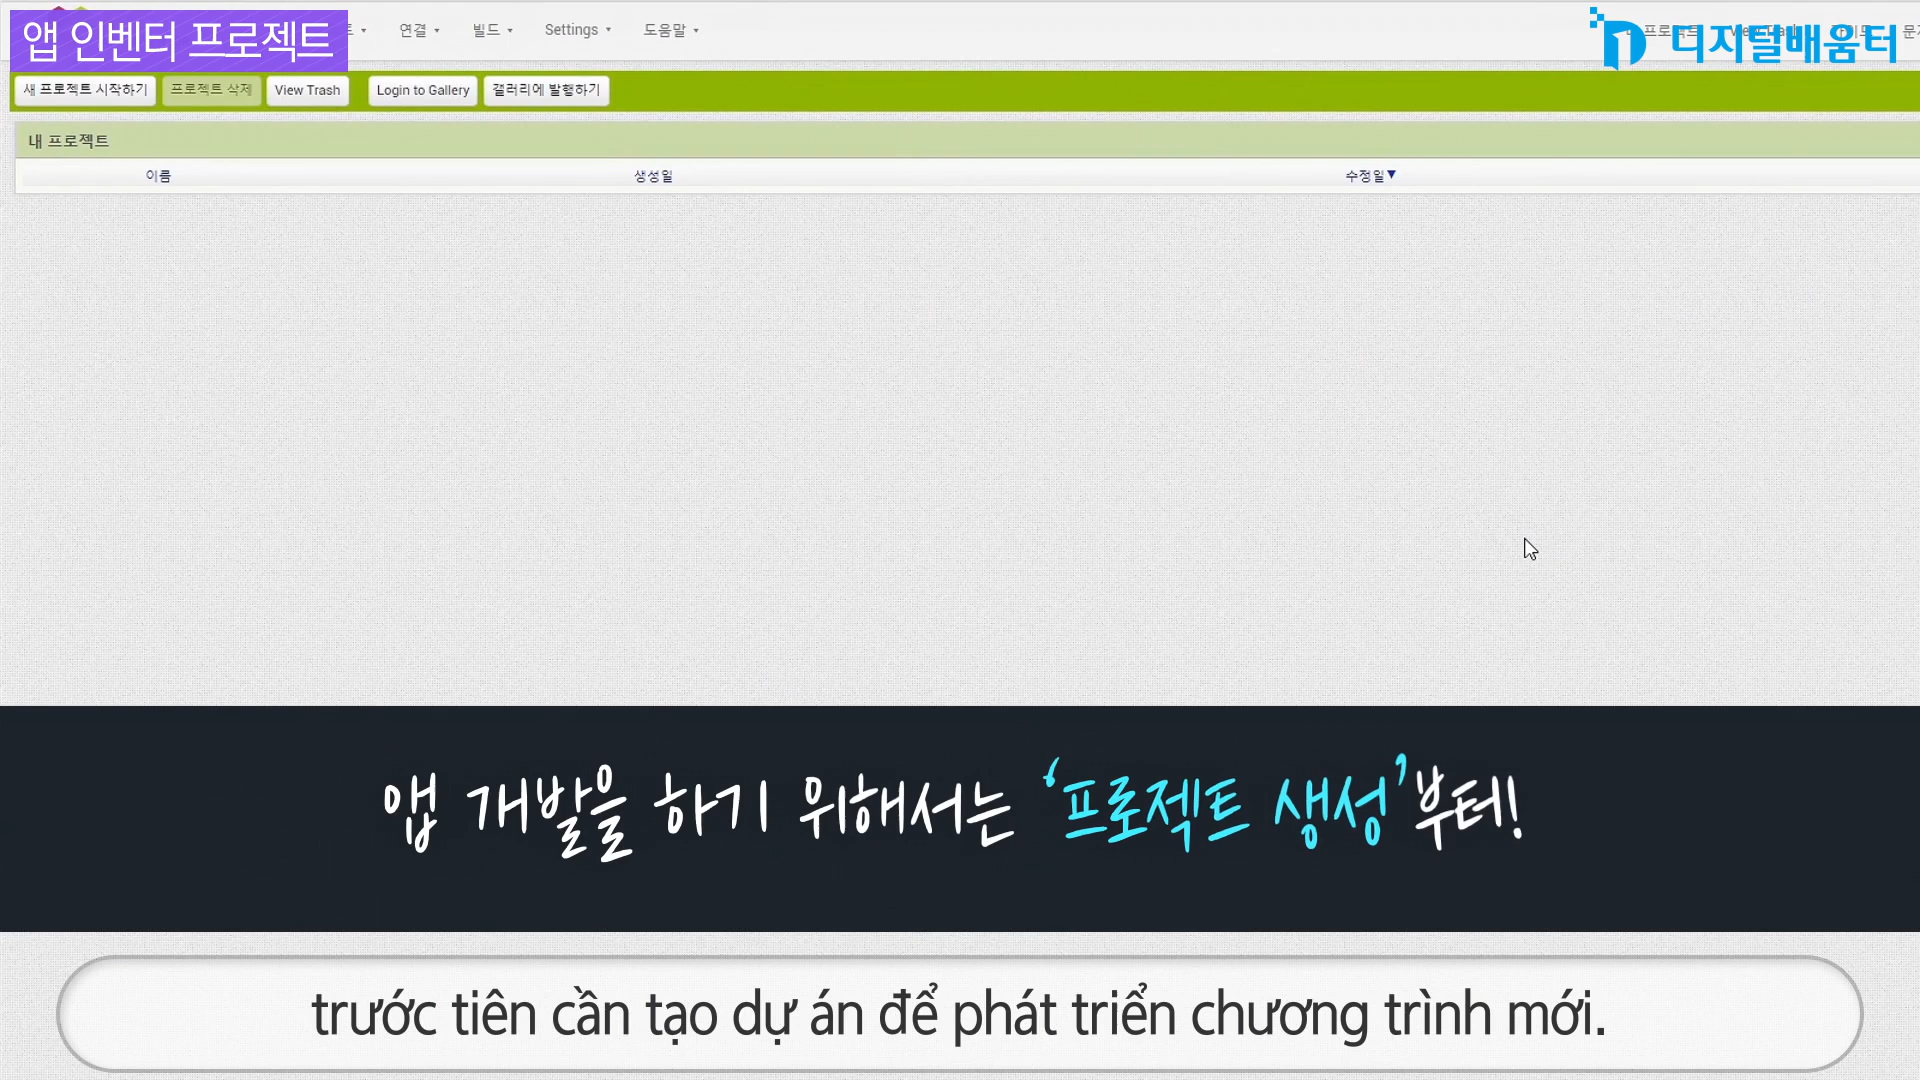 앱 인벤터 프로젝트
연결
빌드
Settings
도움말
디지털배움터
새 프로젝트 시작하기
프로젝트 삭제
View Trash
Login to Gallery
갤러리에 발행하기
내 프로젝트
이름
생성일
수정일▼
앱 개발을 하기 위해서는 '프로젝트 생성'부터!
trước tiên cần tạo dự án để phát triển chương trình mới.